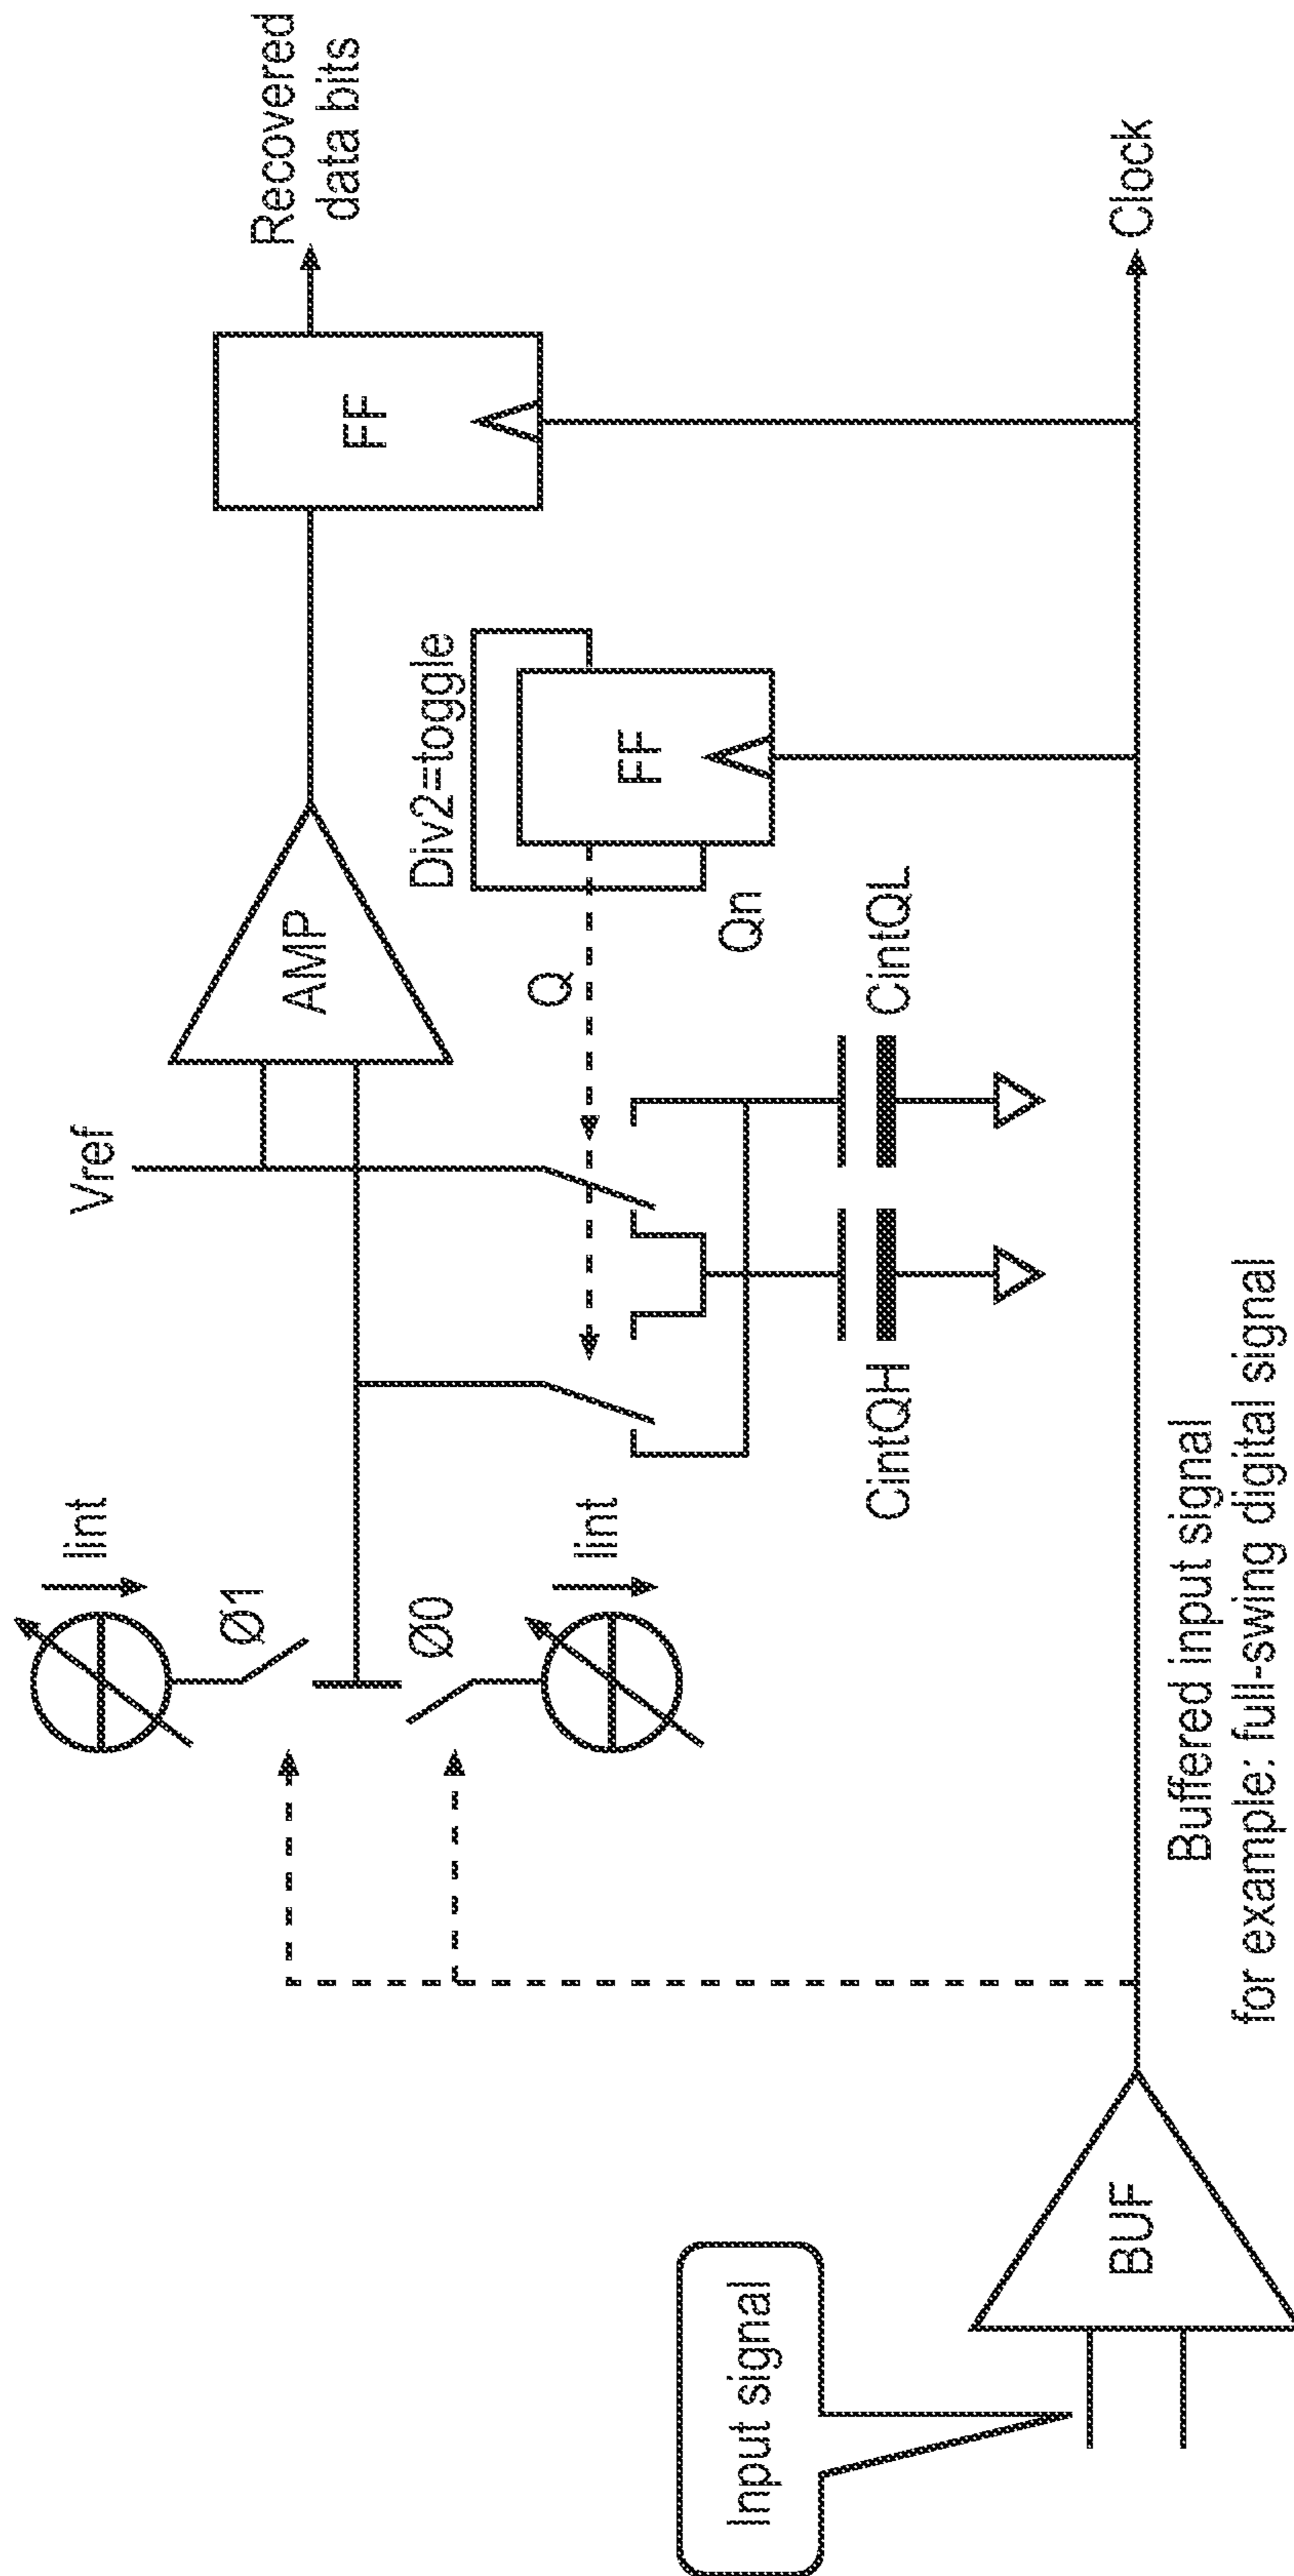 Vref
Iint
Ø1
Ø0
Iint
AMP
Div2=toggle
FF
Recovered
data bits
Q
FF
Qn
CintQH
CintQL
Input signal
BUF
Buffered input signal
for example: full-swing digital signal
Clock